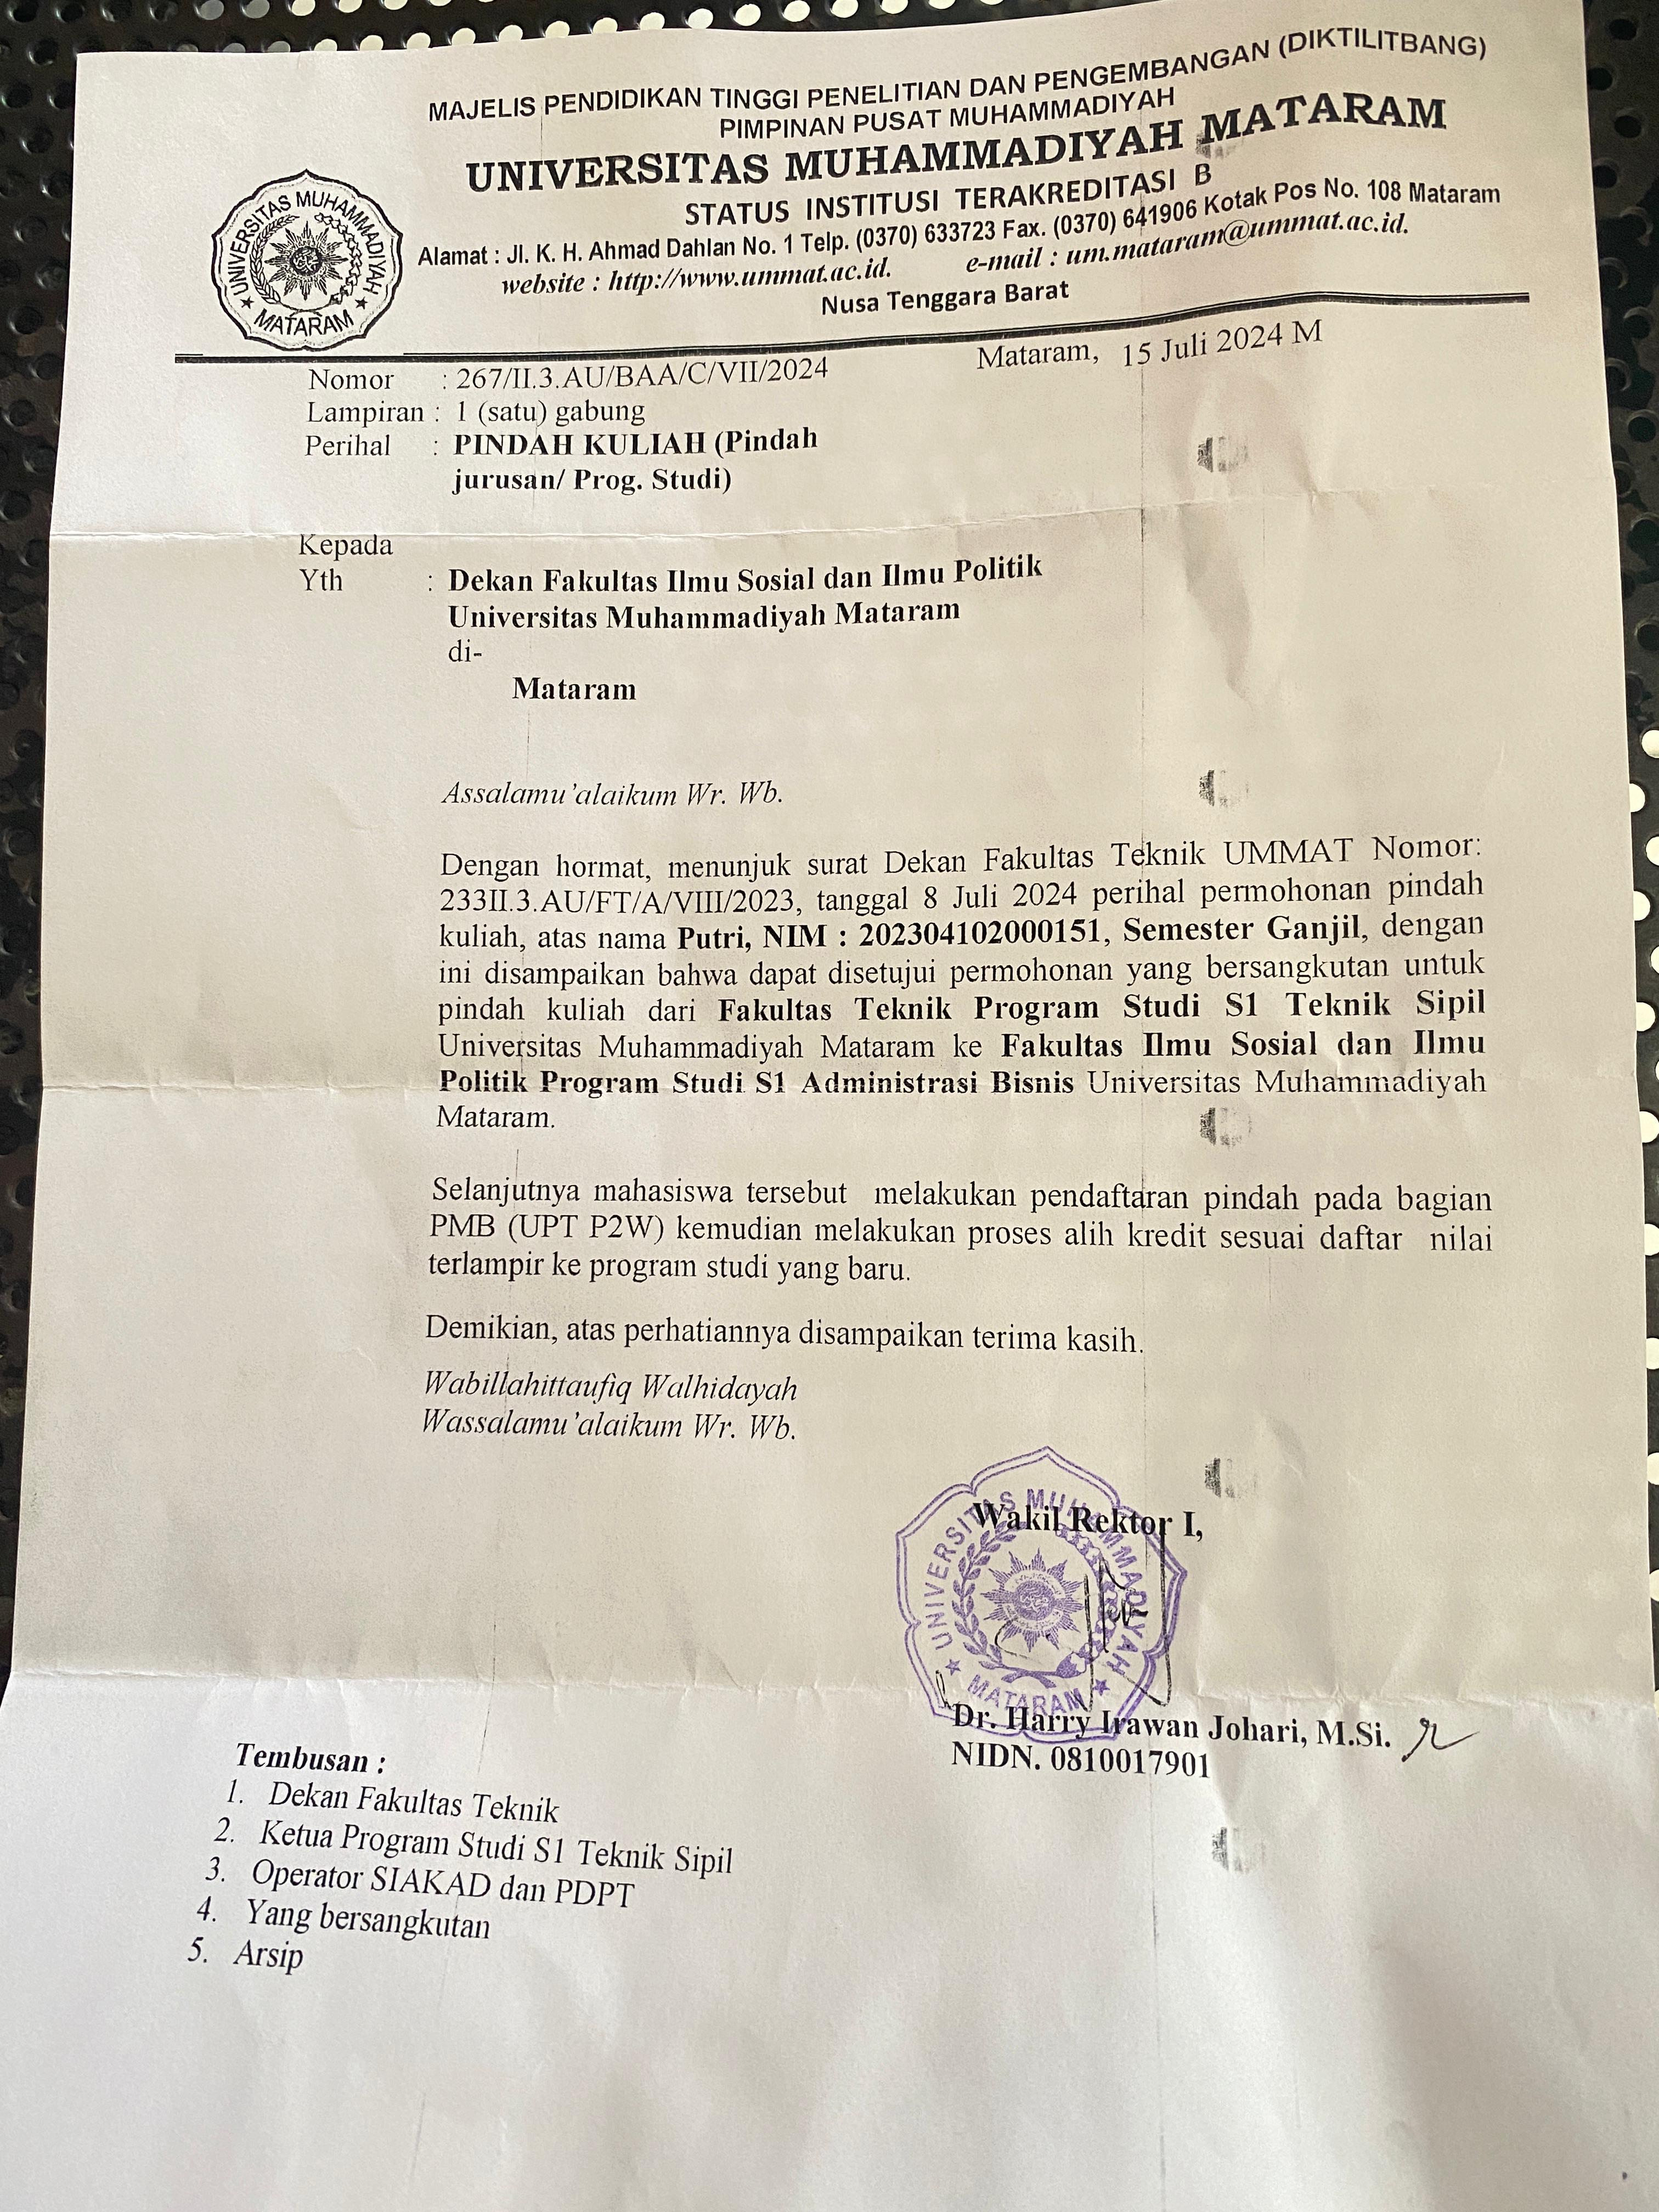 MAJELIS PENDIDIKAN TINGGI PENELITIAN DAN PENGEMBANGAN (DIKTILITBANG)
PIMPINAN PUSAT MUHAMMADIYAH
UNIVERSITAS MUHAMMADIYAH MATARAM
STATUS INSTITUSI TERAKREDITASI B
Alamat : Jl. K. H. Ahmad Dahlan No. 1 Telp. (0370) 633723 Fax. (0370) 641906 Kotak Pos No. 108 Mataram
website : http://www.ummat.ac.id. e-mail : um.mataram@ummat.ac.id.
Nusa Tenggara Barat
UNIVERSITAS MUHAMMADIYAH
MATARAM
Mataram, 15 Juli 2024 M
Nomor : 267/II.3.AU/BAA/C/VII/2024
Lampiran : 1 (satu) gabung
Perihal : PINDAH KULIAH (Pindah
jurusan/ Prog. Studi)
Kepada
Yth : Dekan Fakultas Ilmu Sosial dan Ilmu Politik
Universitas Muhammadiyah Mataram
di-
Mataram
Assalamu'alaikum Wr. Wb.
Dengan hormat, menunjuk surat Dekan Fakultas Teknik UMMAT Nomor:
233II.3.AU/FT/A/VIII/2023, tanggal 8 Juli 2024 perihal permohonan pindah
kuliah, atas nama Putri, NIM : 202304102000151, Semester Ganjil, dengan
ini disampaikan bahwa dapat disetujui permohonan yang bersangkutan untuk
pindah kuliah dari Fakultas Teknik Program Studi S1 Teknik Sipil
Universitas Muhammadiyah Mataram ke Fakultas Ilmu Sosial dan Ilmu
Politik Program Studi S1 Administrasi Bisnis Universitas Muhammadiyah
Mataram.
Selanjutnya mahasiswa tersebut melakukan pendaftaran pindah pada bagian
PMB (UPT P2W) kemudian melakukan proses alih kredit sesuai daftar nilai
terlampir ke program studi yang baru.
Demikian, atas perhatiannya disampaikan terima kasih.
Wabillahittaufiq Walhidayah
Wassalamu'alaikum Wr. Wb.
Wakil Rektor I,
UNIVERSITAS MUHAMMADIYAH
MATARAM
Dr. Harry Irawan Johari, M.Si.
NIDN. 0810017901
Tembusan :
1. Dekan Fakultas Teknik
2. Ketua Program Studi S1 Teknik Sipil
3. Operator SIAKAD dan PDPT
4. Yang bersangkutan
5. Arsip